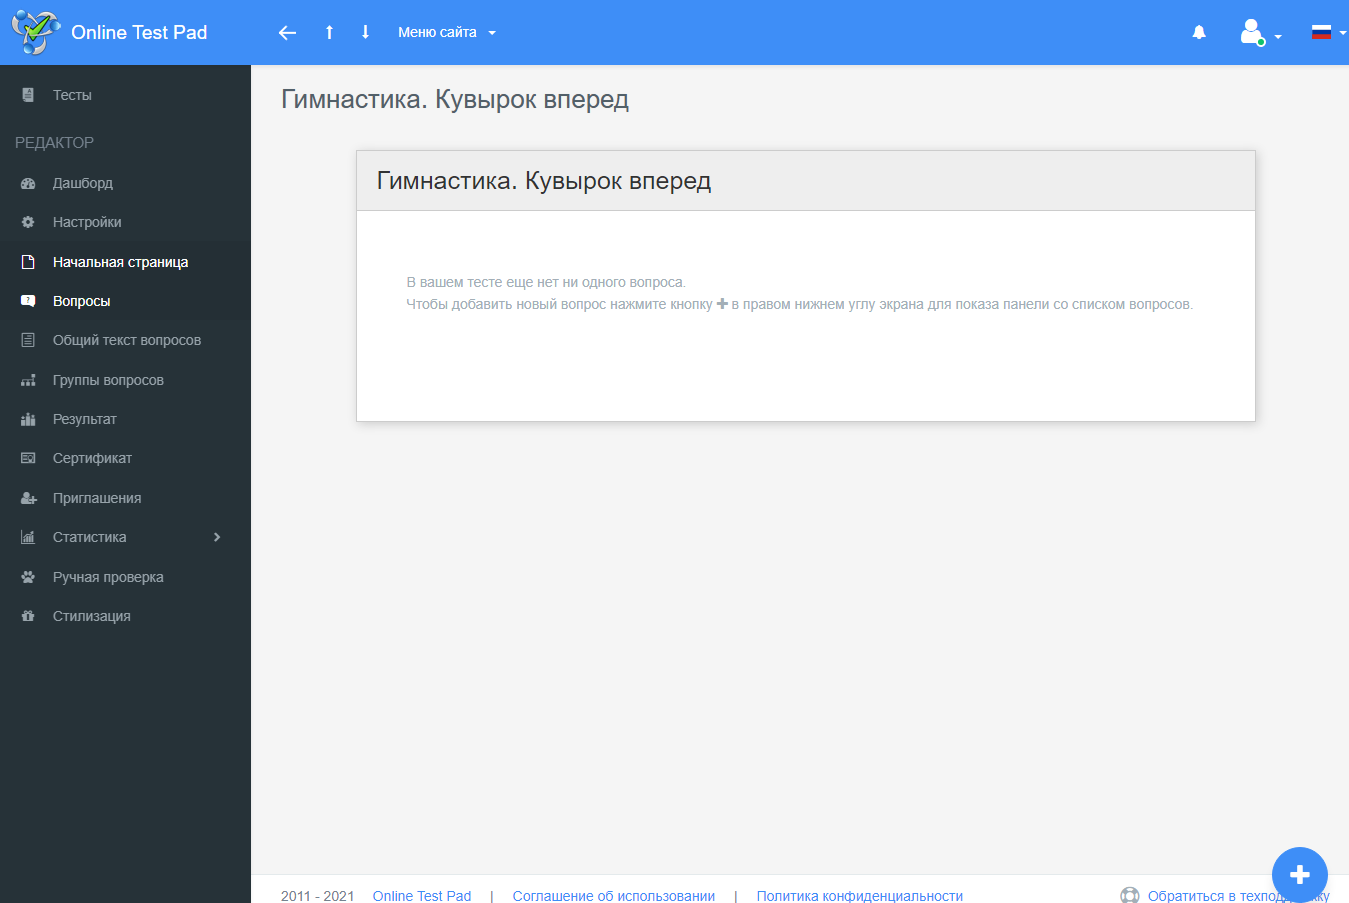 Online Test Pad
Меню сайта
Тесты
РЕДАКТОР
Дашборд
Настройки
Начальная страница
Вопросы
Общий текст вопросов
Группы вопросов
Результат
Сертификат
Приглашения
Статистика
Ручная проверка
Стилизация
Гимнастика. Кувырок вперед
Гимнастика. Кувырок вперед
В вашем тесте еще нет ни одного вопроса.
Чтобы добавить новый вопрос нажмите кнопку + в правом нижнем углу экрана для показа панели со списком вопросов.
2011 - 2021 Online Test Pad | Соглашение об использовании | Политика конфиденциальности Обратиться в техподдержку